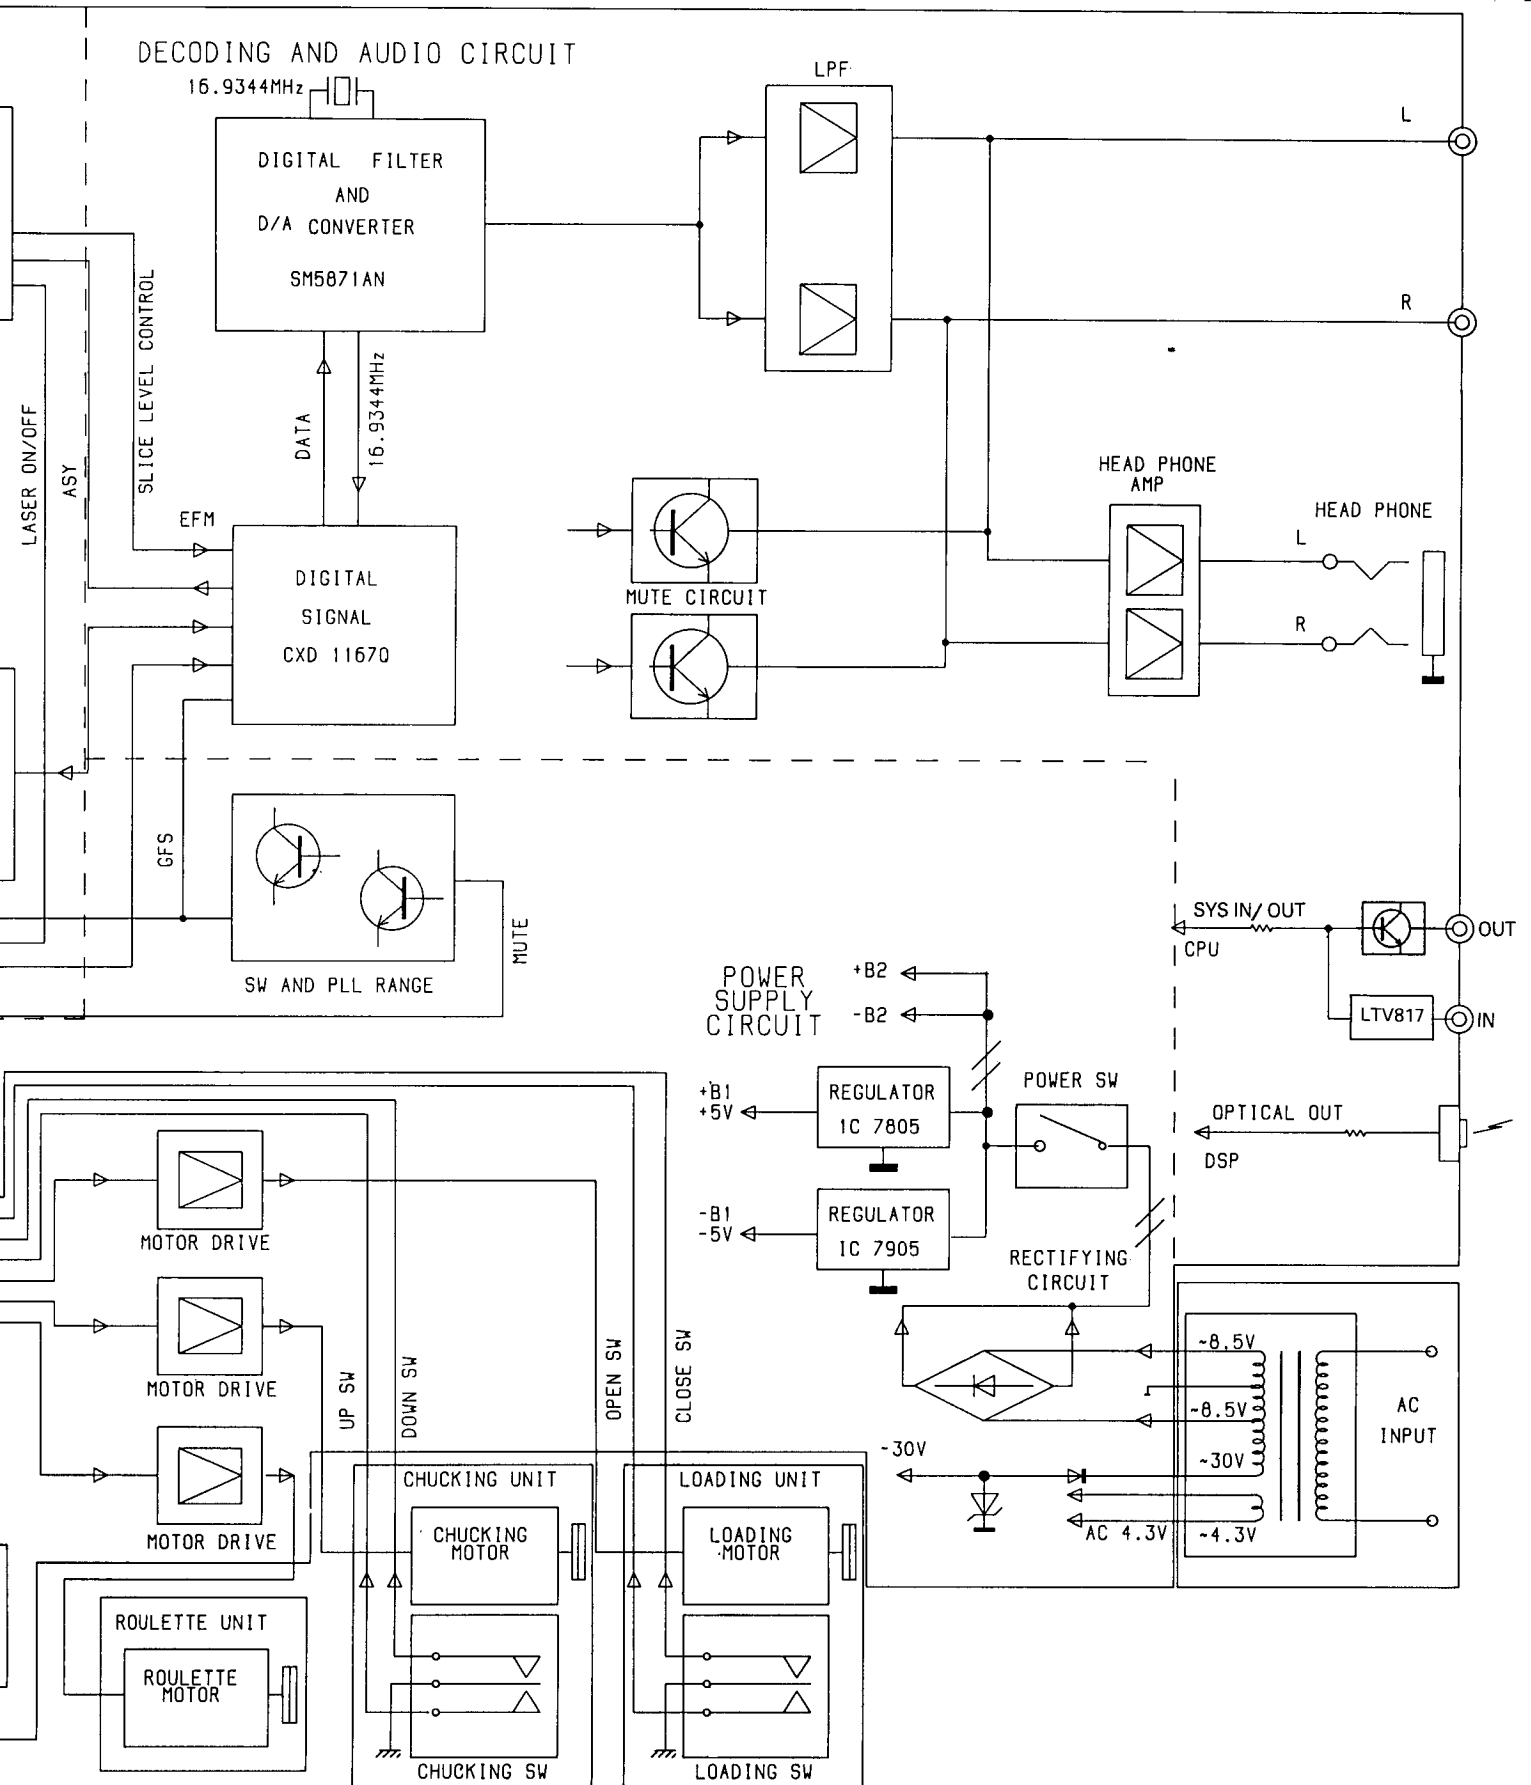 DECODING AND AUDIO CIRCUIT
16.9344MHz
LPF
L
DIGITAL FILTER
AND
D/A CONVERTER
SM5871AN
R
SLICE LEVEL CONTROL
LASER ON/OFF
ASY
DATA
16.9344MHz
EFM
HEAD PHONE
AMP
HEAD PHONE
L
R
DIGITAL
SIGNAL
CXD 1167Q
MUTE CIRCUIT
GFS
MUTE
SW AND PLL RANGE
SYS IN/OUT
CPU
OUT
LTV817
IN
POWER
SUPPLY
CIRCUIT
+B2
-B2
+B1
+5V
REGULATOR
IC 7805
POWER SW
OPTICAL OUT
DSP
-B1
-5V
REGULATOR
IC 7905
RECTIFYING
CIRCUIT
MOTOR DRIVE
MOTOR DRIVE
MOTOR DRIVE
UP SW
DOWN SW
OPEN SW
CLOSE SW
~8.5V
~8.5V
~30V
~4.3V
AC
INPUT
-30V
AC 4.3V
CHUCKING UNIT
CHUCKING
MOTOR
LOADING UNIT
LOADING
MOTOR
ROULETTE UNIT
ROULETTE
MOTOR
CHUCKING SW
LOADING SW